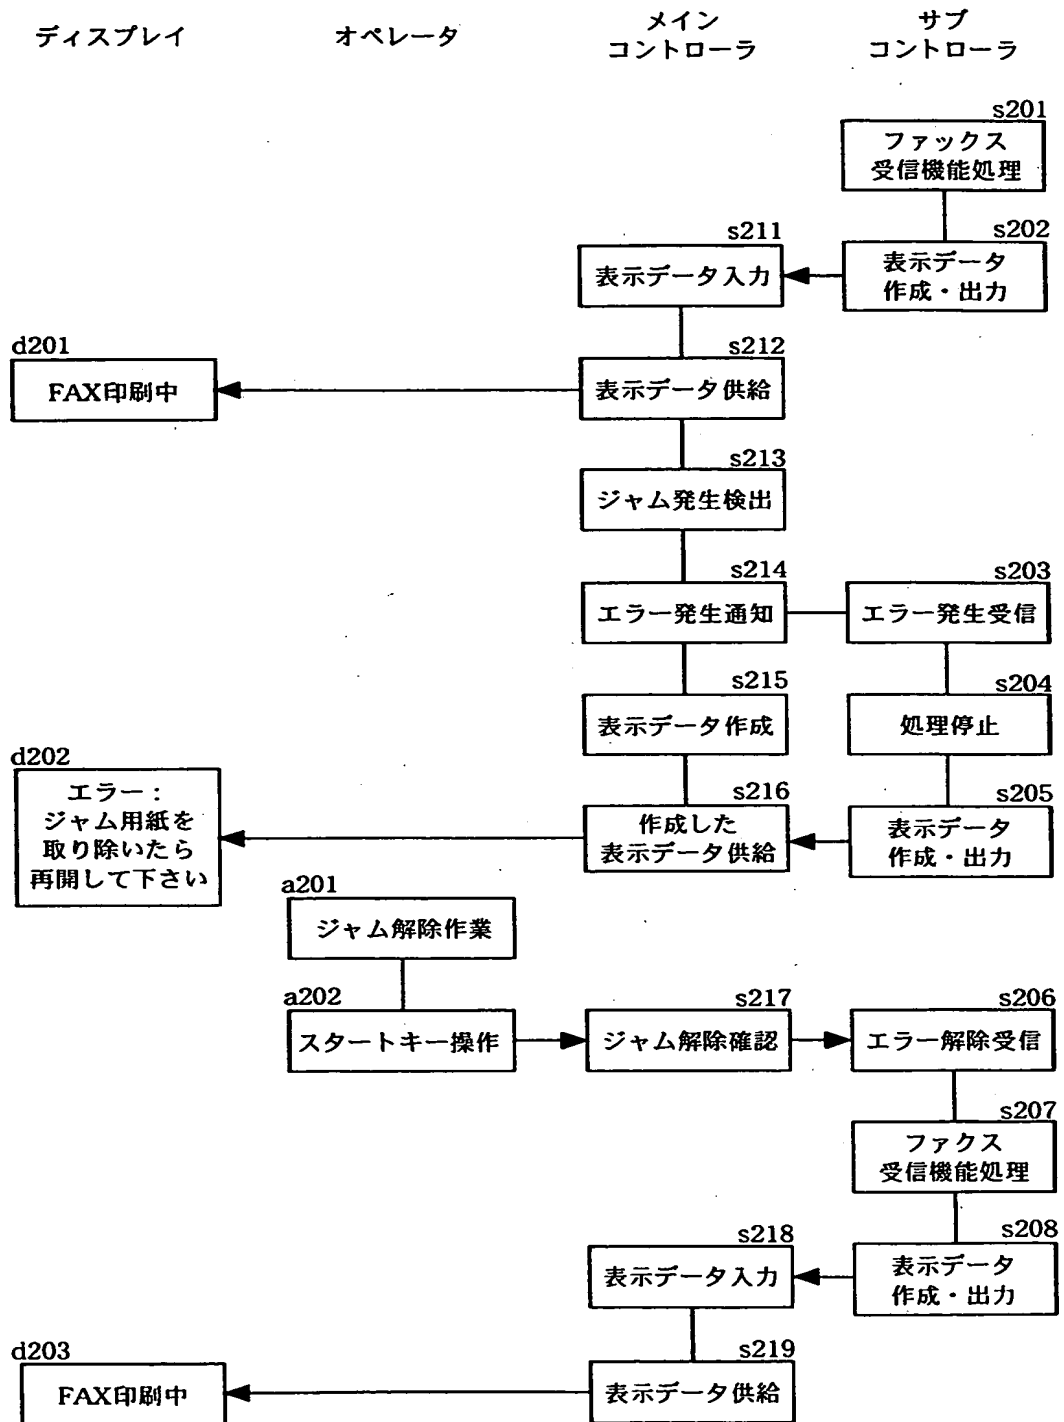 ディスプレイ
オペレータ
メイン
コントローラ
サブ
コントローラ
s201
ファックス
受信機能処理
s202
表示データ
作成・出力
s211
表示データ入力
s212
表示データ供給
d201
FAX印刷中
s213
ジャム発生検出
s214
エラー発生通知
s203
エラー発生受信
s215
表示データ作成
s204
処理停止
d202
エラー：
ジャム用紙を
取り除いたら
再開して下さい
s216
作成した
表示データ供給
s205
表示データ
作成・出力
a201
ジャム解除作業
a202
スタートキー操作
s217
ジャム解除確認
s206
エラー解除受信
s207
ファクス
受信機能処理
s208
表示データ
作成・出力
s218
表示データ入力
s219
表示データ供給
d203
FAX印刷中